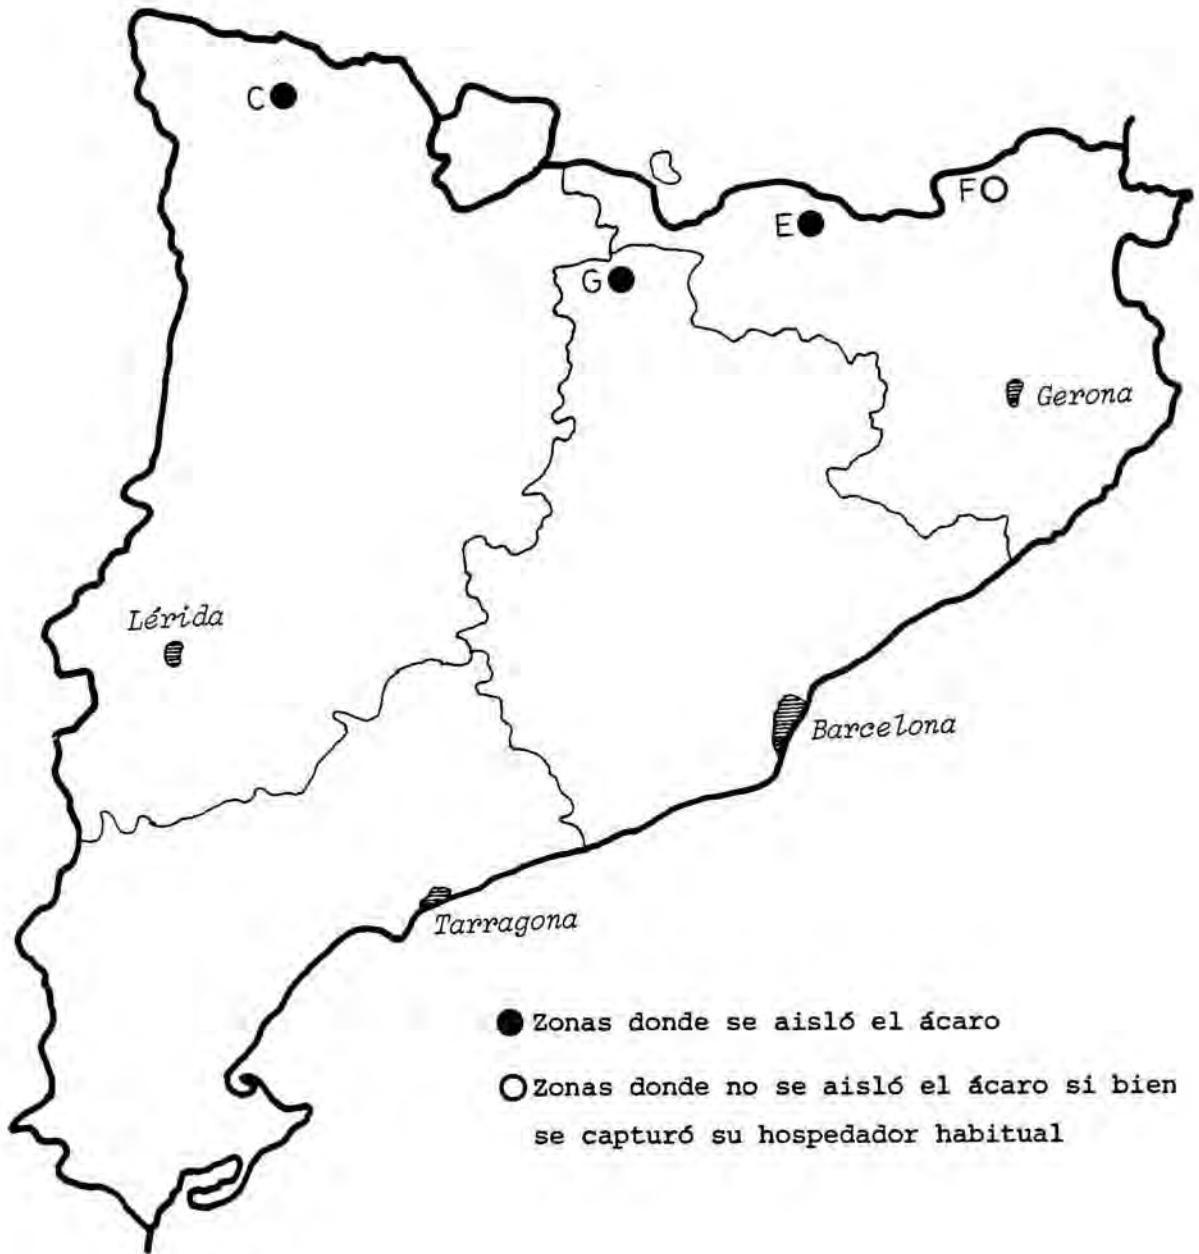 C
F
E
G
Gerona
Lérida
Barcelona
Tarragona
Zonas donde se aisló el ácaro
Zonas donde no se aisló el ácaro si bien
se capturó su hospedador habitual